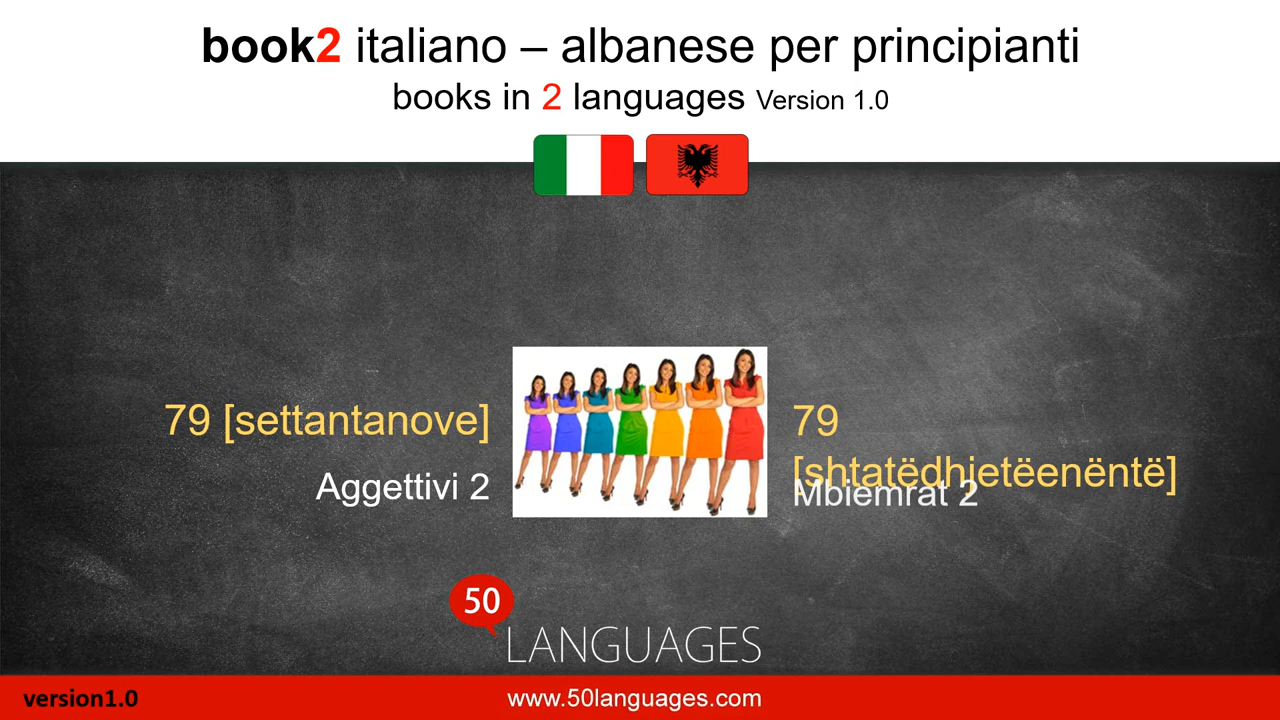 book2 italiano – albanese per principianti
books in 2 languages Version 1.0
79 [settantanove]
Aggettivi 2
79
[shtatëdhjetëenëntë]
Mbiemrat 2
50
LANGUAGES
version1.0
www.50languages.com